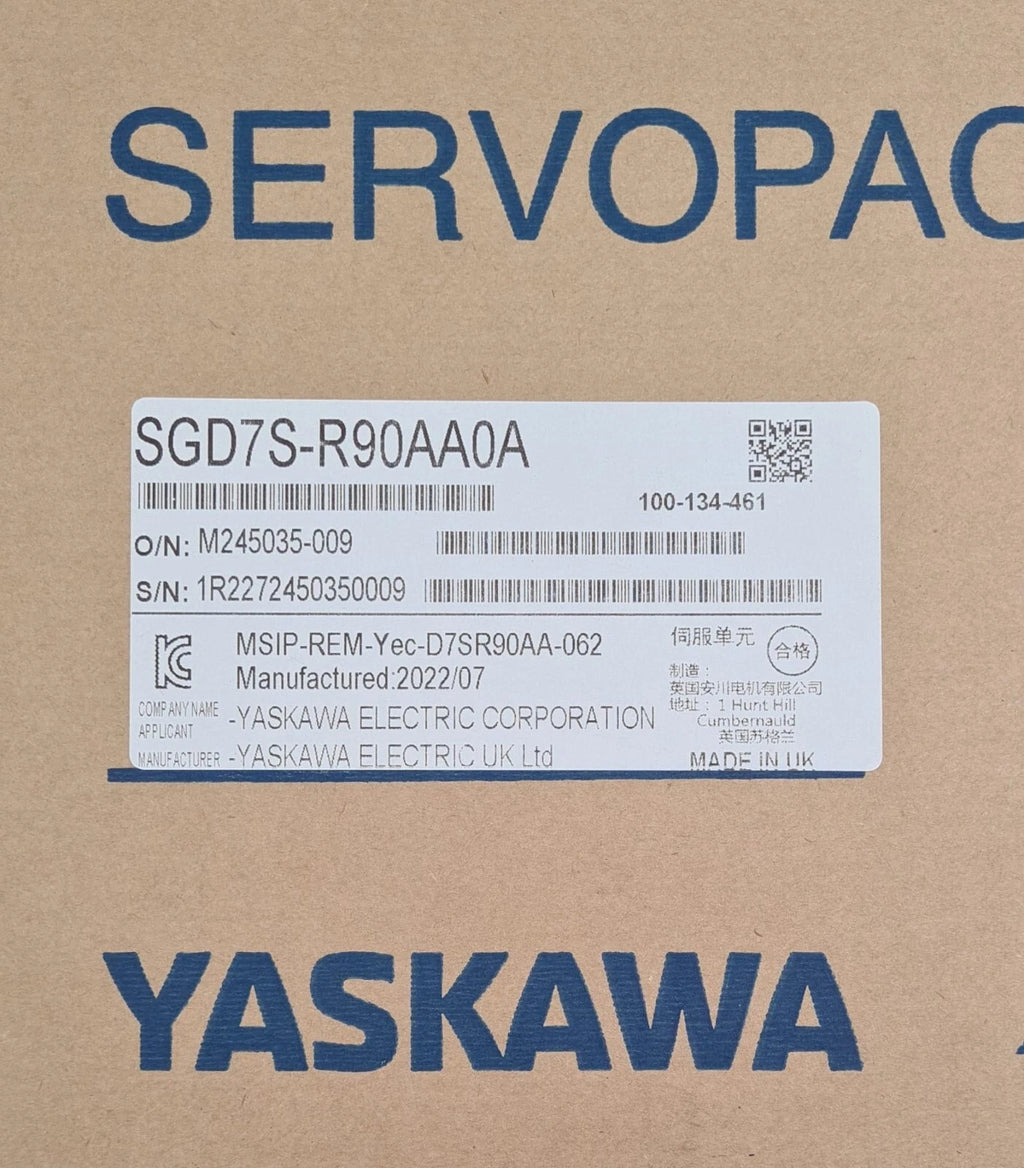 SERVOPAC
SGD7S-R90AA0A
100-134-461
O/N: M245035-009
S/N: 1R2272450350009
MSIP-REM-Yec-D7SR90AA-062
Manufactured:2022/07
COMPANY NAME
APPLICANT
-YASKAWA ELECTRIC CORPORATION
MANUFACTURER -YASKAWA ELECTRIC UK Ltd
伺服单元
合格
制造:
英国安川电机有限公司
地址: 1 Hunt Hill
Cumbernauld
英国苏格兰
MADE IN UK
YASKAWA